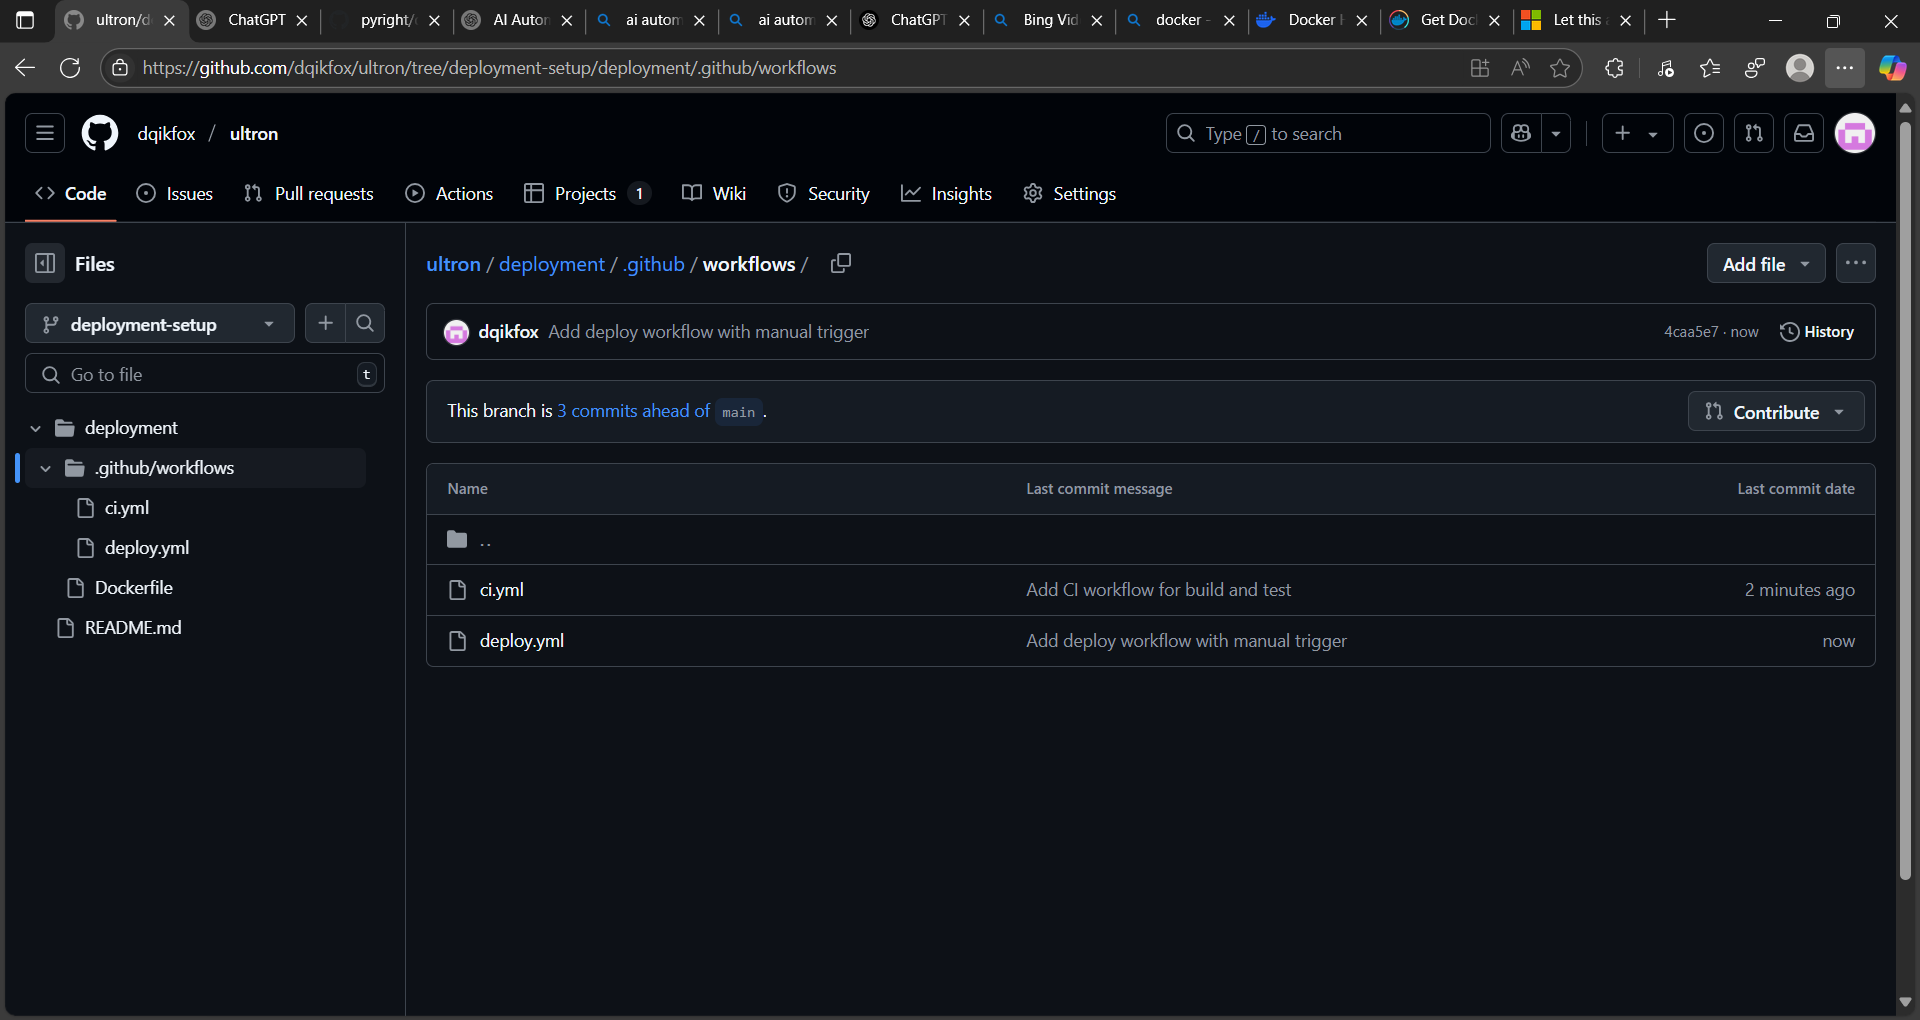 ultron/d
ChatGPT
pyright/
AI Auton
ai autom
ai autom
ChatGPT
Bing Vid
docker -
Docker
Get Doc
Let this
https://github.com/dqikfox/ultron/tree/deployment-setup/deployment/.github/workflows
dqikfox / ultron
Type / to search
Code
Issues
Pull requests
Actions
Projects 1
Wiki
Security
Insights
Settings
Files
ultron / deployment / .github / workflows /
Add file
deployment-setup
dqikfox Add deploy workflow with manual trigger
4caa5e7 · now
History
Go to file
t
This branch is 3 commits ahead of main .
Contribute
deployment
.github/workflows
ci.yml
deploy.yml
Dockerfile
README.md
Name
Last commit message
Last commit date
..
ci.yml
Add CI workflow for build and test
2 minutes ago
deploy.yml
Add deploy workflow with manual trigger
now